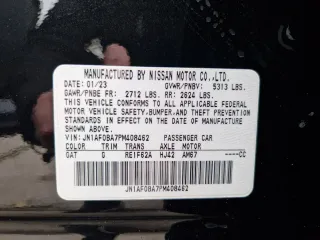 MANUFACTURED BY NISSAN MOTOR CO.,LTD.
DATE: 01/23 GVWR/PNBV: 5313 LBS.
GAWR/PNBE FR: 2712 LBS. RR: 2624 LBS.
THIS VEHICLE CONFORMS TO ALL APPLICABLE FEDERAL
MOTOR VEHICLE SAFETY,BUMPER,AND THEFT PREVENTION
STANDARDS IN EFFECT ON THE DATE OF MANUFACTURE
SHOWN ABOVE.
VIN: JN1AF0BA7PM408462 PASSENGER CAR
COLOR TRIM TRANS AXLE MOTOR
GAT G RE1F62A HJ42 AM67 ----CC
JN1AF0BA7PM408462